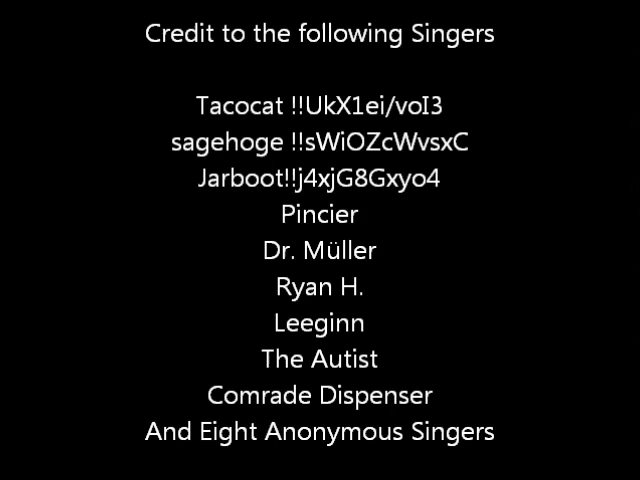 Credit to the following Singers
Tacocat !!UkX1ei/voI3
sagehoge !!sWiOZcWvsxC
Jarboot!!j4xjG8Gxyo4
Pincier
Dr. Müller
Ryan H.
Leeginn
The Autist
Comrade Dispenser
And Eight Anonymous Singers